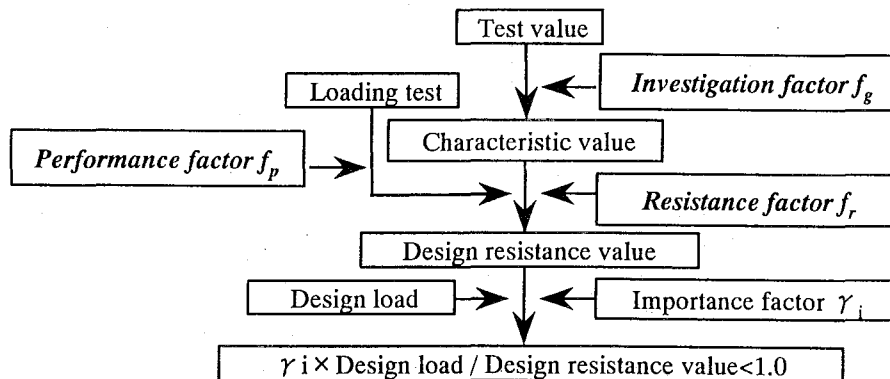 Test value
Investigation factor f_g
Loading test
Characteristic value
Performance factor f_p
Resistance factor f_r
Design resistance value
Design load
Importance factor γ_i
γ i × Design load / Design resistance value<1.0